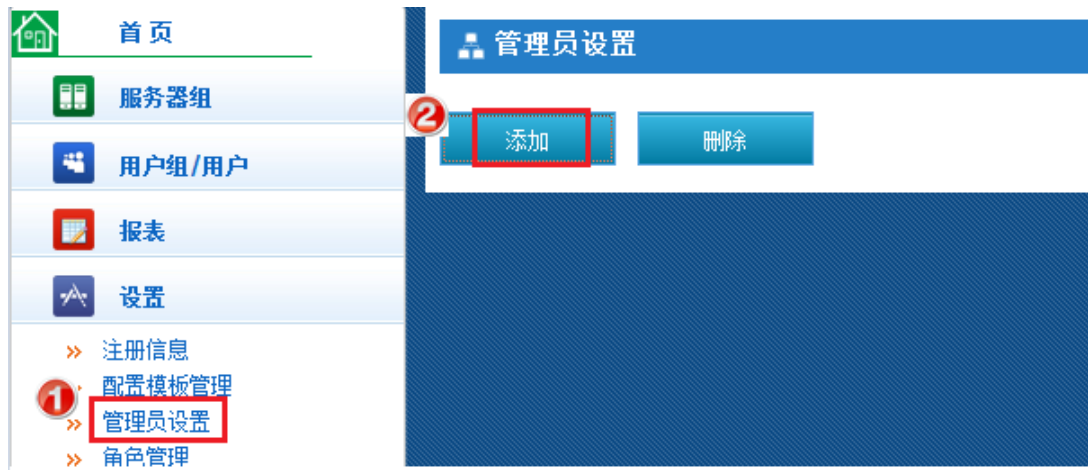 首页
服务器组
用户组/用户
报表
设置
注册信息
配置模板管理
1
管理员设置
角色管理
管理员设置
2
添加
删除